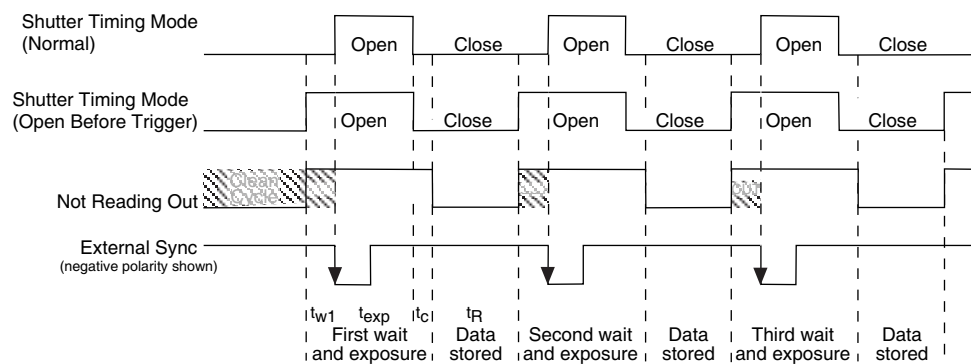 Shutter Timing Mode
(Normal)
Open Close Open Close Open Close
Shutter Timing Mode
(Open Before Trigger)
Open Close Open Close Open Close
Clean
Cycle
Not Reading Out
External Sync
(negative polarity shown)
tw1 texp tc tR
First wait and exposure
Data stored
Second wait and exposure
Data stored
Third wait and exposure
Data stored